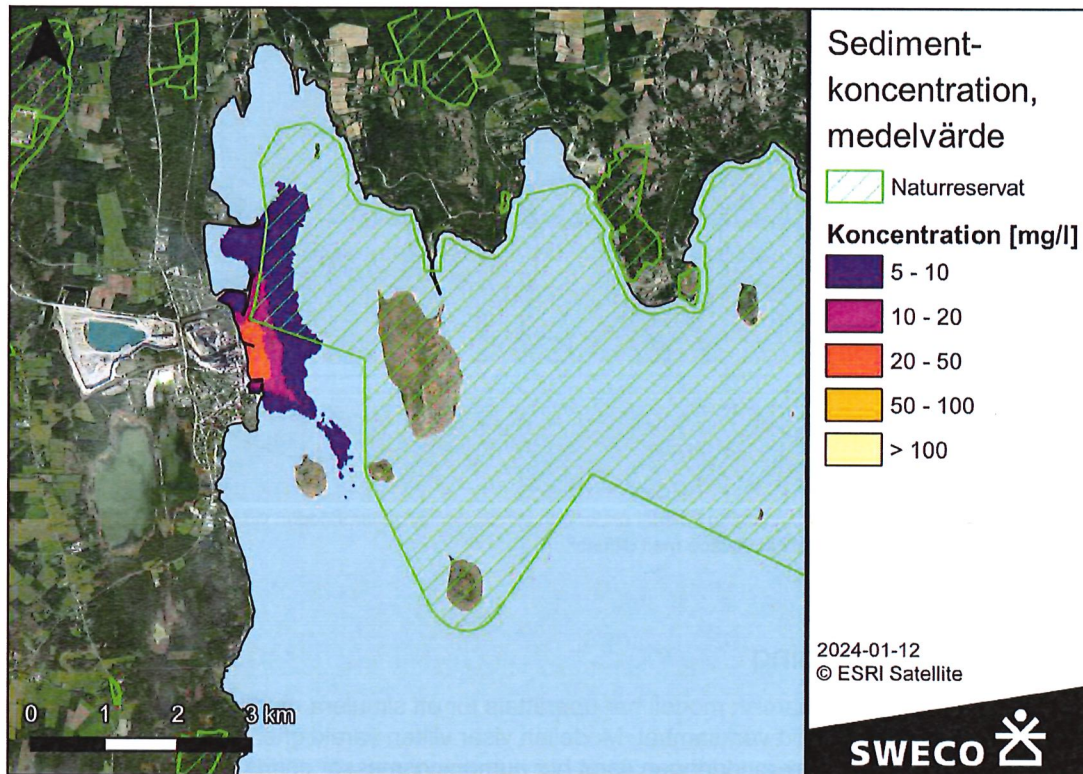 Sediment-
koncentration,
medelvärde
Naturreservat
Koncentration [mg/l]
5 - 10
10 - 20
20 - 50
50 - 100
> 100
2024-01-12
© ESRI Satellite
SWECO
0 1 2 3 km